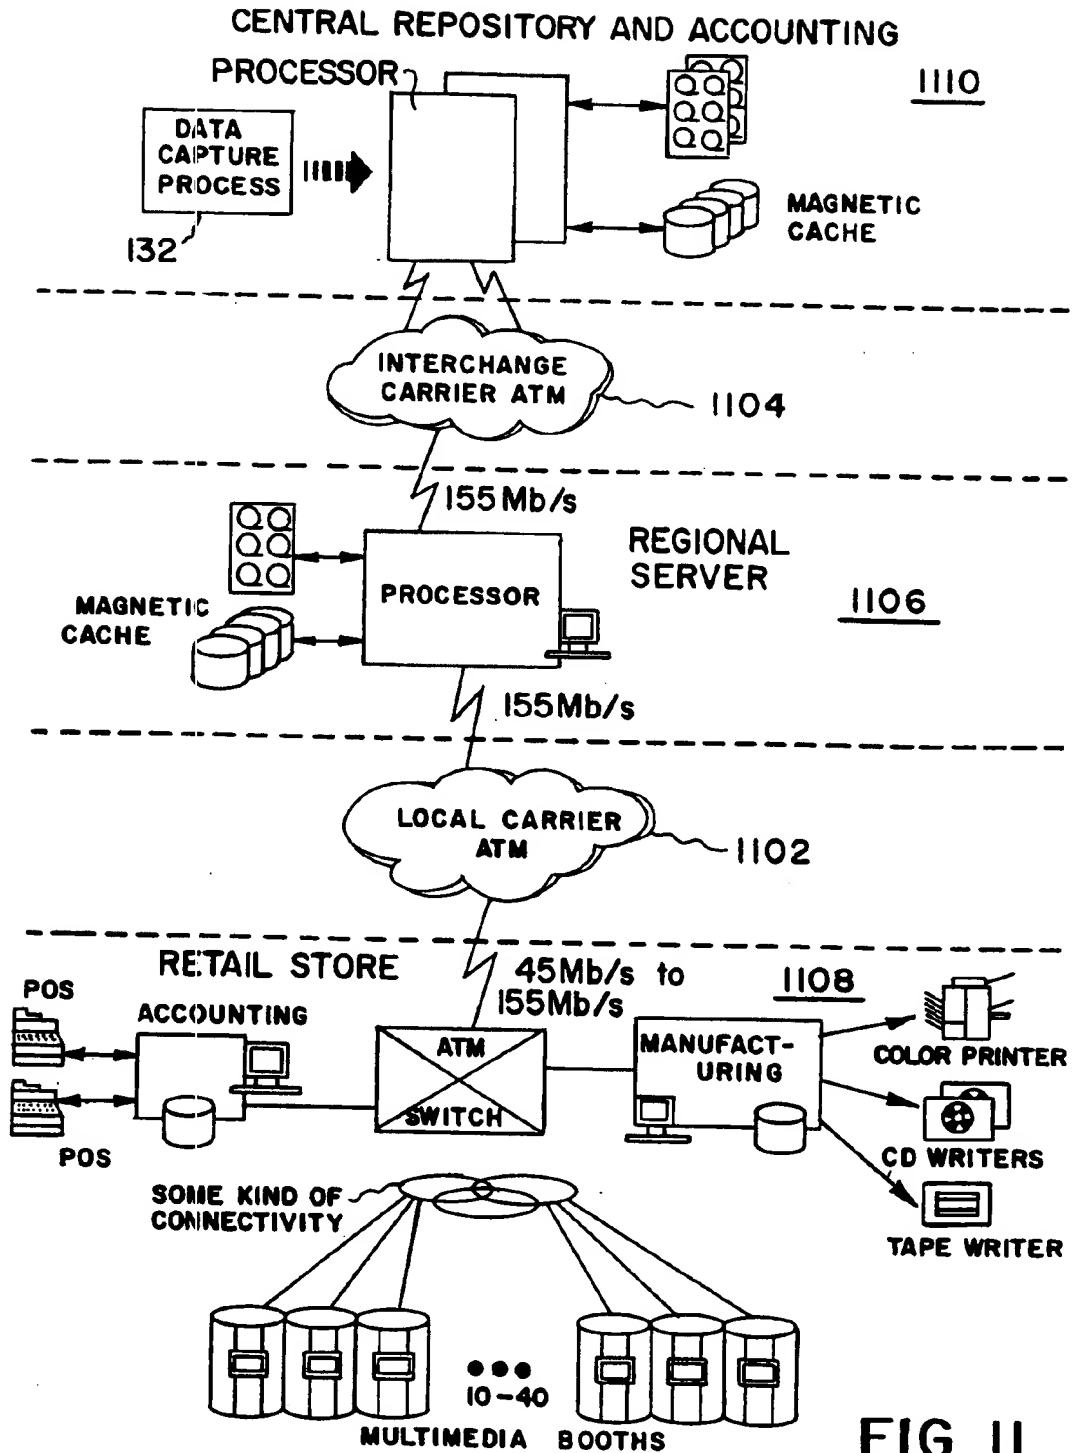 CENTRAL REPOSITORY AND ACCOUNTING
PROCESSOR
1110
DATA
CAPTURE
PROCESS
132
MAGNETIC
CACHE
INTERCHANGE
CARRIER ATM
1104
155Mb/s
REGIONAL
SERVER
PROCESSOR
1106
MAGNETIC
CACHE
155Mb/s
LOCAL CARRIER
ATM
1102
RETAIL STORE
45Mb/s to
155Mb/s
1108
POS
ACCOUNTING
ATM
SWITCH
MANUFACT-
URING
COLOR PRINTER
POS
CD WRITERS
SOME KIND OF
CONNECTIVITY
TAPE WRITER
10-40
MULTIMEDIA BOOTHS
FIG. 11